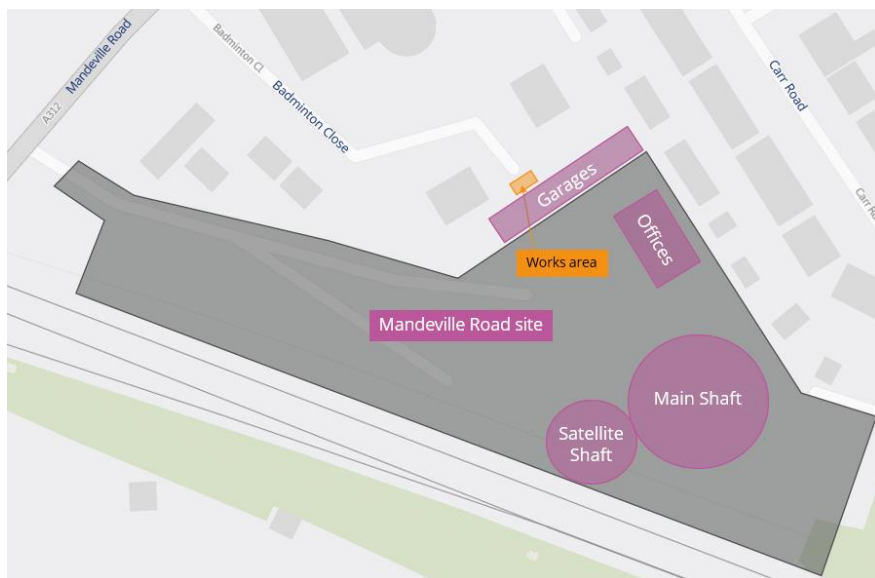 Mandeville Road
A312
Badminton Cl
Badminton Close
Carr Road
Carr Ro
Garages
Offices
Works area
Mandeville Road site
Main Shaft
Satellite
Shaft